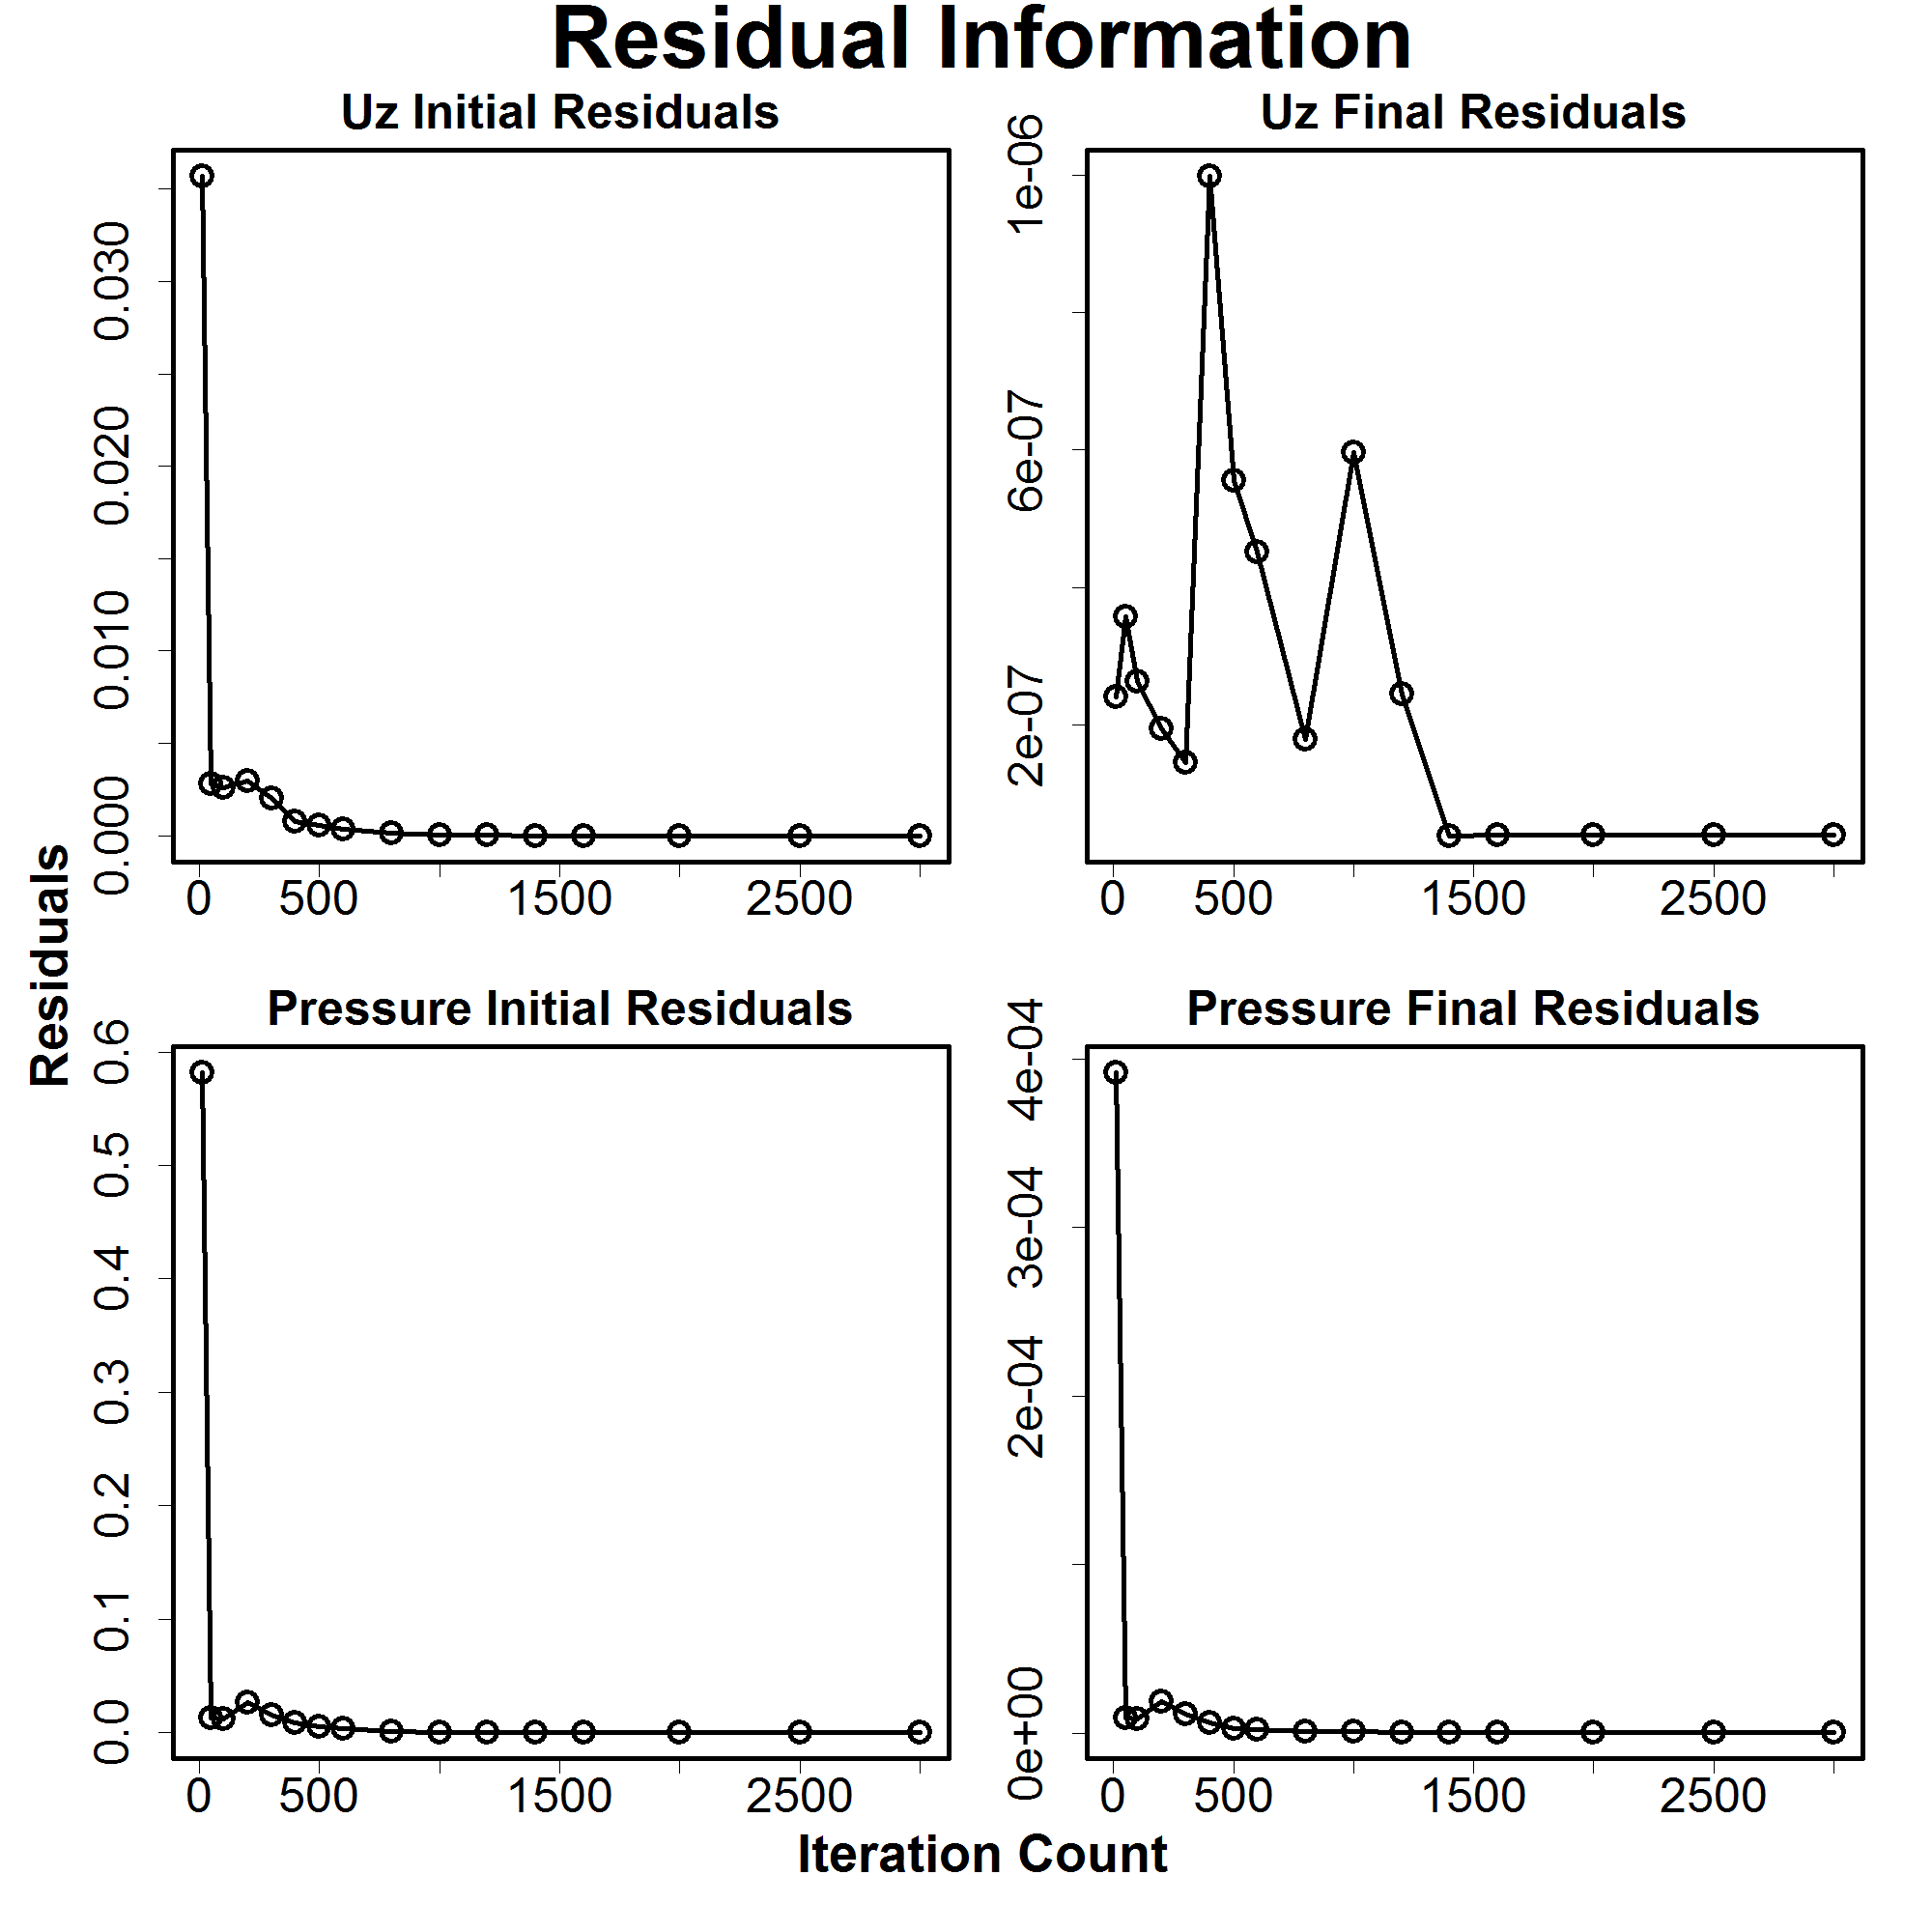 Residual Information
Uz Initial Residuals
0.030
0.020
0.010
0.000
0 500 1500 2500
Uz Final Residuals
1e-06
6e-07
2e-07
0 500 1500 2500
Residuals
Pressure Initial Residuals
0.6
0.5
0.4
0.3
0.2
0.1
0.0
0 500 1500 2500
Pressure Final Residuals
4e-04
3e-04
2e-04
0e+00
0 500 1500 2500
Iteration Count